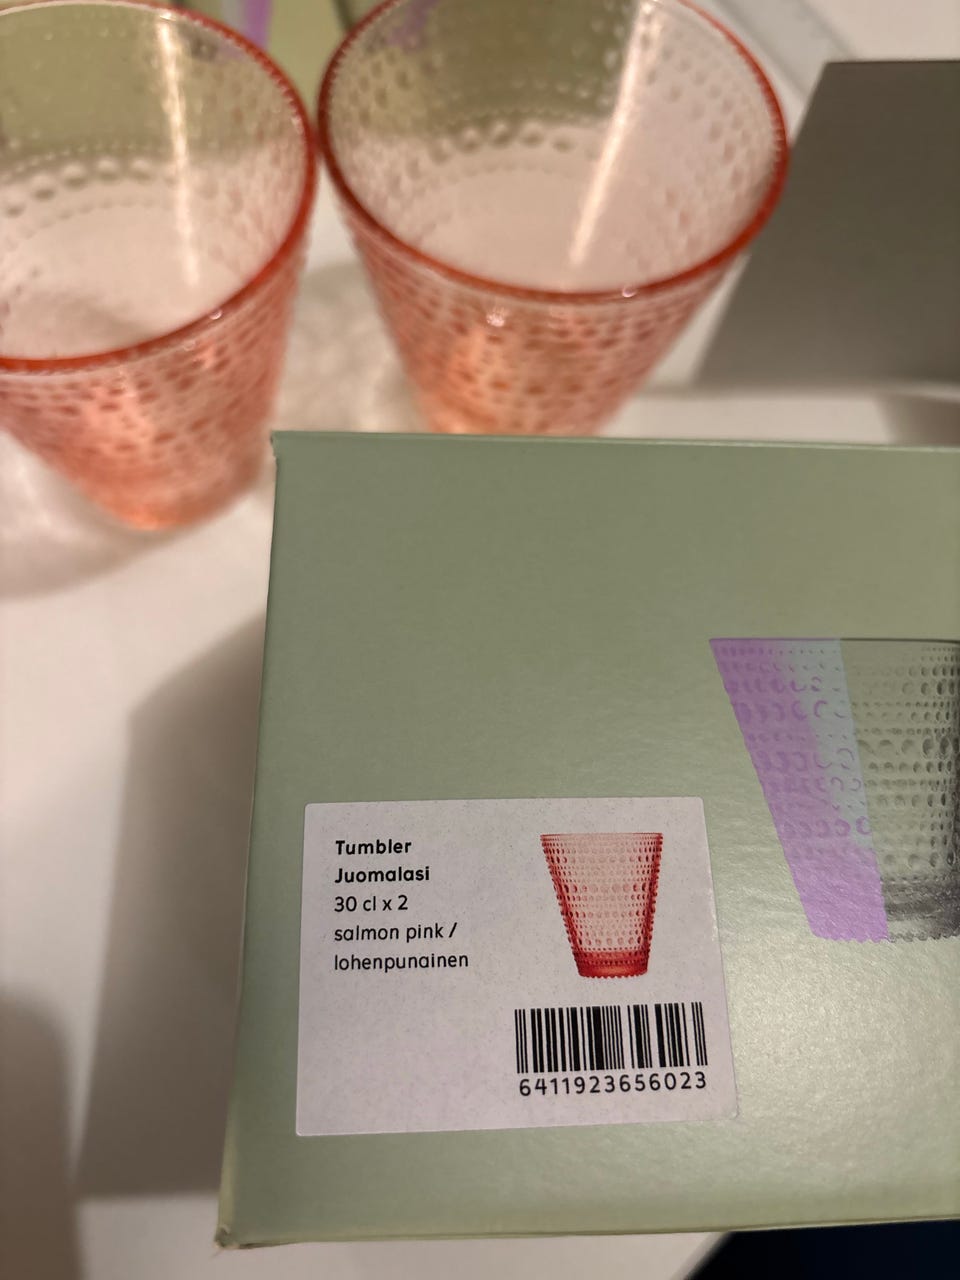 Tumbler
Juomalasi
30 cl x 2
salmon pink /
lohenpunainen
6411923656023